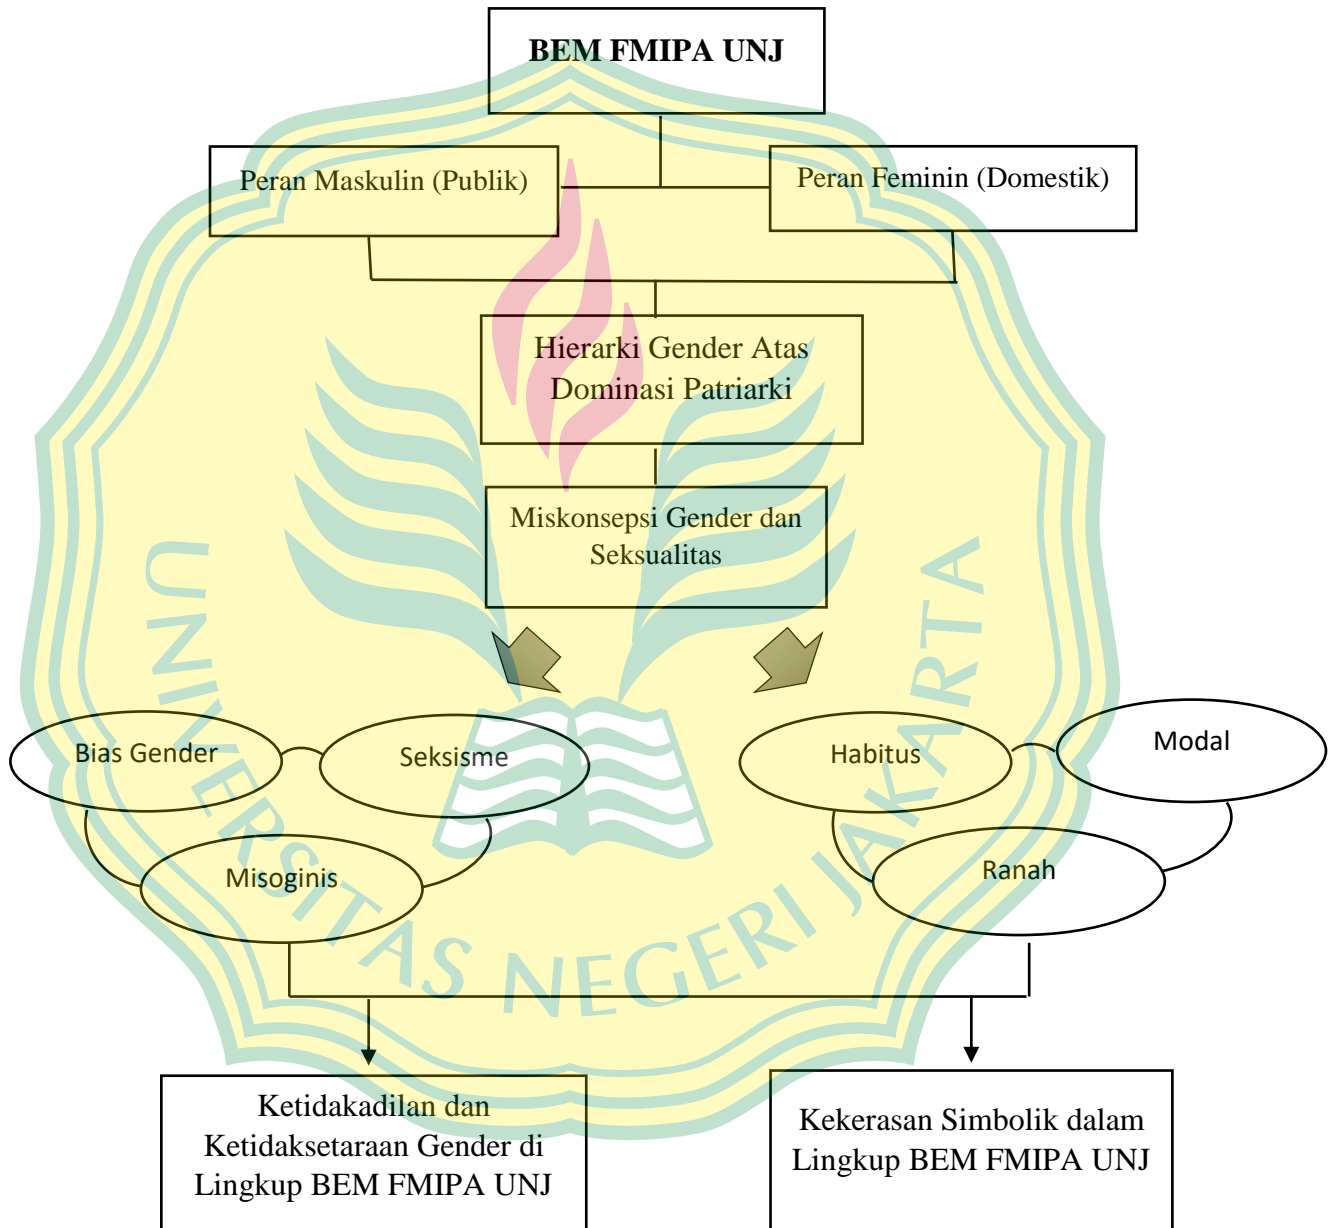 BEM FMIPA UNJ
Peran Maskulin (Publik)
Peran Feminin (Domestik)
Hierarki Gender Atas
Dominasi Patriarki
Miskonsepsi Gender dan
Seksualitas
Bias Gender
Seksisme
Habitus
Modal
Misoginis
Ranah
UNIVERSITAS NEGERI JAKARTA
Ketidakadilan dan
Ketidaksetaraan Gender di
Lingkup BEM FMIPA UNJ
Kekerasan Simbolik dalam
Lingkup BEM FMIPA UNJ